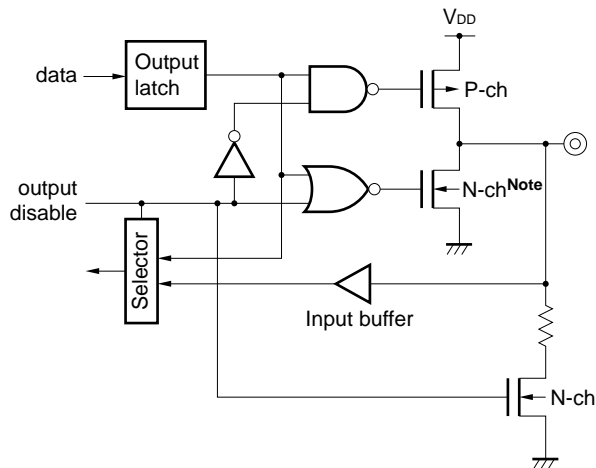 VDD
data
Output
latch
P-ch
output
disable
N-chNote
Selector
Input buffer
N-ch